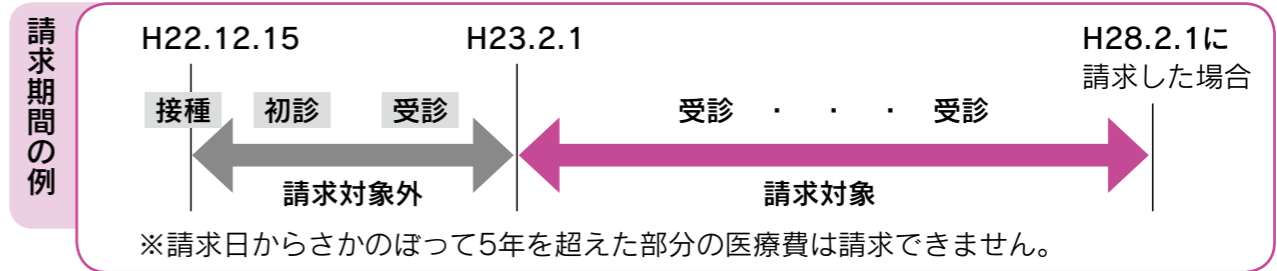 請求期間の例
H22.12.15
H23.2.1
H28.2.1に
請求した場合
接種 初診 受診
受診 ・ ・ ・ 受診
請求対象外
請求対象
※請求日からさかのぼって5年を超えた部分の医療費は請求できません。